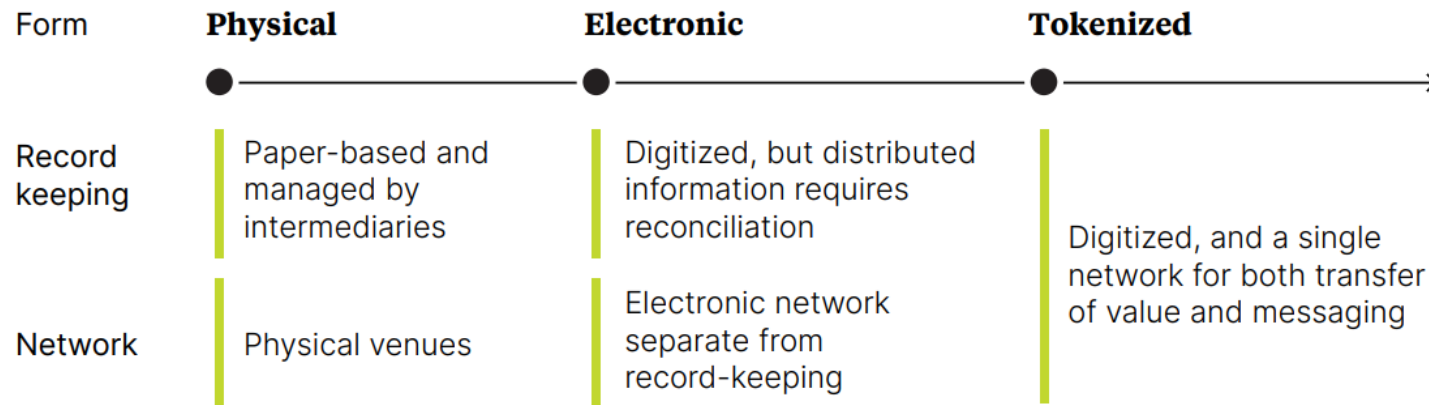 Form
Physical
Electronic
Tokenized
Record
keeping
Paper-based and
managed by
intermediaries
Digitized, but distributed
information requires
reconciliation
Digitized, and a single
network for both transfer
of value and messaging
Network
Physical venues
Electronic network
separate from
record-keeping